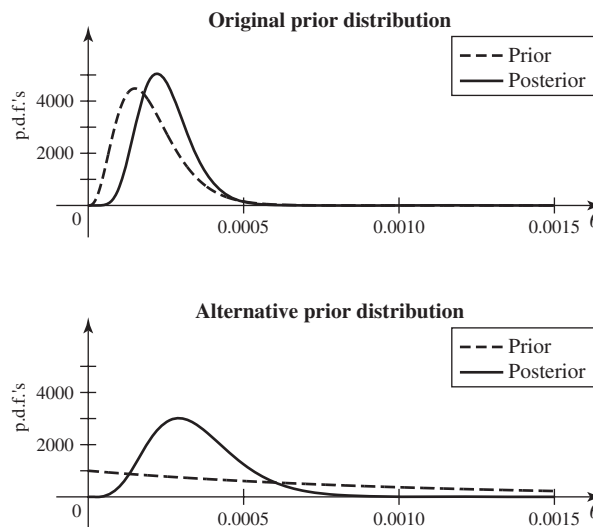 Original prior distribution
Prior
Posterior
p.d.f.'s
4000
2000
0
0.0005
0.0010
0.0015
Alternative prior distribution
Prior
Posterior
p.d.f.'s
4000
2000
0
0.0005
0.0010
0.0015